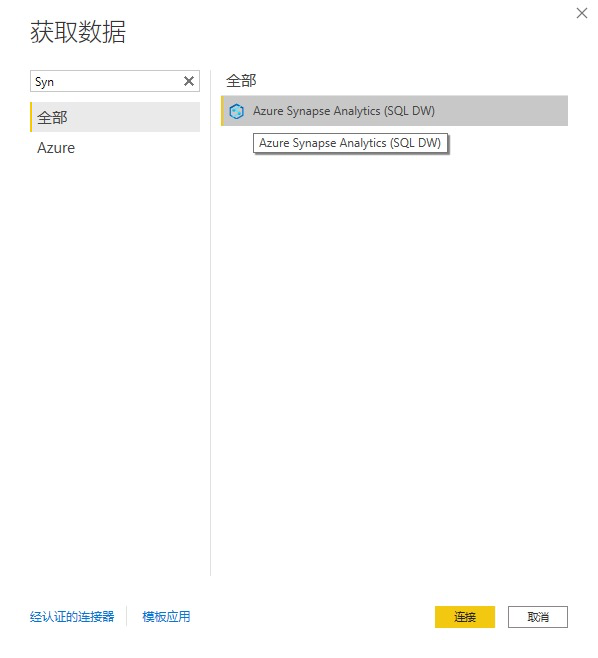 获取数据
Syn
全部
Azure
全部
Azure Synapse Analytics (SQL DW)
Azure Synapse Analytics (SQL DW)
经认证的连接器
模板应用
连接
取消